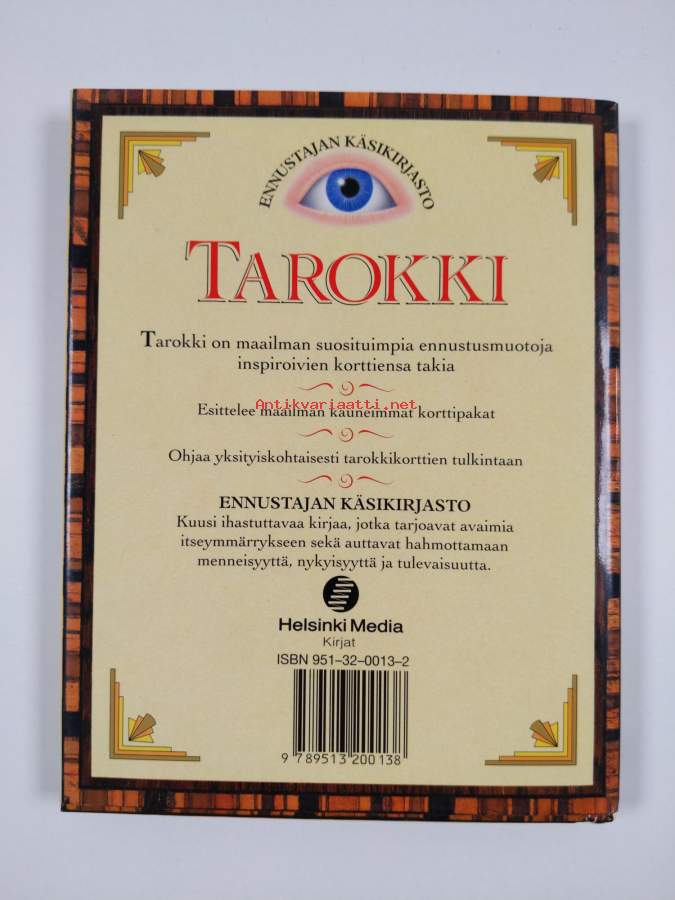 ENNUSTAJAN KÄSIKIRJASTO
TAROKKI
Tarokki on maailman suosituimpia ennustusmuotoja
inspiroivien korttiensa takia
Antikvariaatti.net
Esittelee maailman kauneimmat korttipakat
Ohjaa yksityiskohtaisesti tarokkikorttien tulkintaan
ENNUSTAJAN KÄSIKIRJASTO
Kuusi ihastuttavaa kirjaa, jotka tarjoavat avaimia
itseymmärrykseen sekä auttavat hahmottamaan
menneisyyttä, nykyisyyttä ja tulevaisuutta.
Helsinki Media
Kirjat
ISBN 951-32-0013-2
9 789513 200138